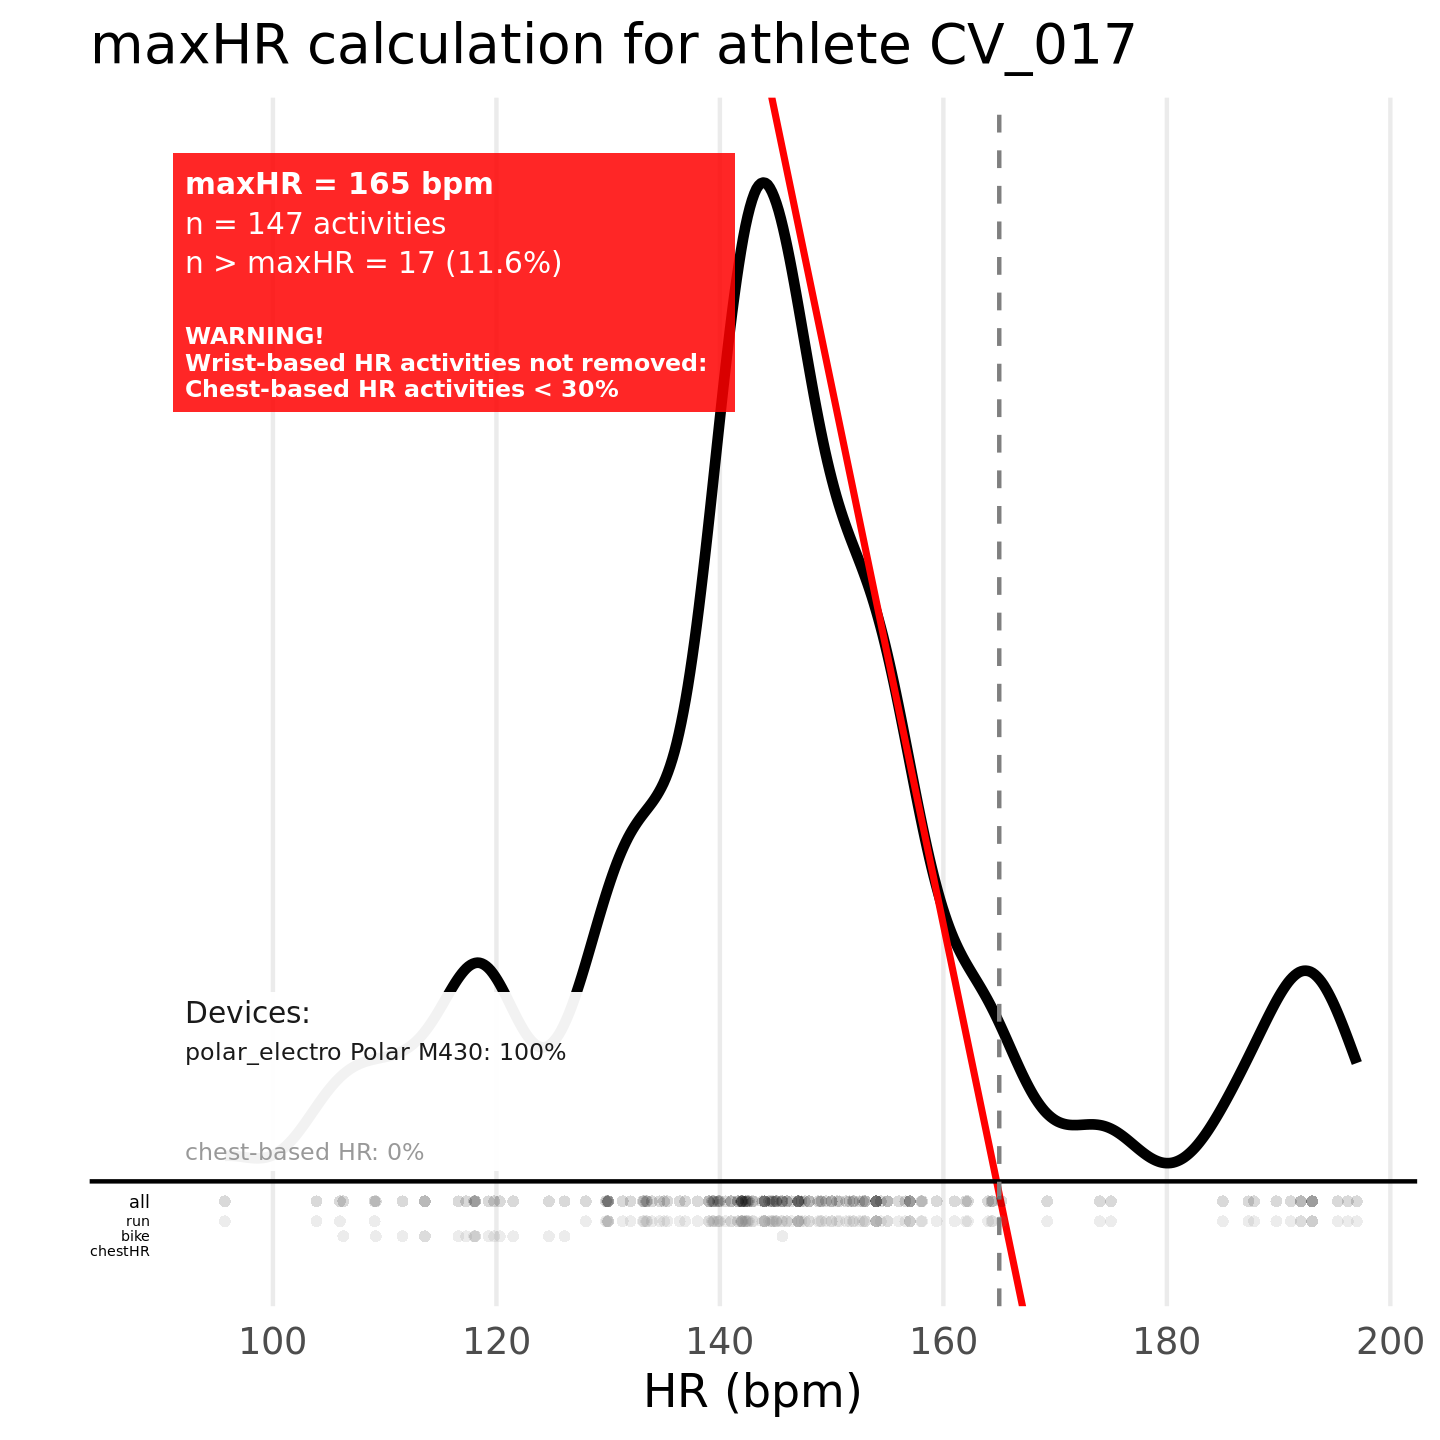 maxHR calculation for athlete CV_017
maxHR = 165 bpm
n = 147 activities
n > maxHR = 17 (11.6%)
WARNING!
Wrist-based HR activities not removed:
Chest-based HR activities < 30%
Devices:
polar_electro Polar M430: 100%
chest-based HR: 0%
all
run
bike
chestHR
100 120 140 160 180 200
HR (bpm)